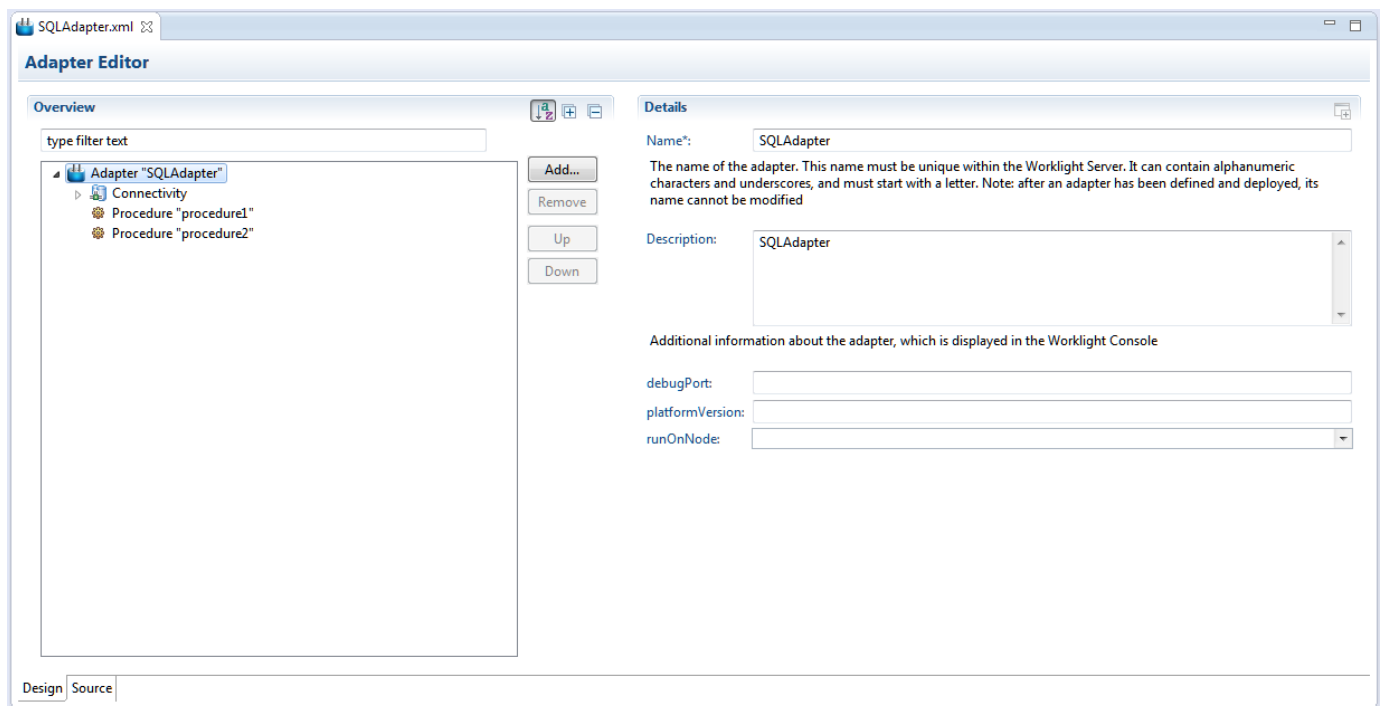 SQLAdapter.xml
Adapter Editor
Overview
type filter text
Adapter "SQLAdapter"
Connectivity
Procedure "procedure1"
Procedure "procedure2"
Add...
Remove
Up
Down
Details
Name*: SQLAdapter
The name of the adapter. This name must be unique within the Worklight Server. It can contain alphanumeric
characters and underscores, and must start with a letter. Note: after an adapter has been defined and deployed, its
name cannot be modified
Description: SQLAdapter
Additional information about the adapter, which is displayed in the Worklight Console
debugPort:
platformVersion:
runOnNode:
Design Source